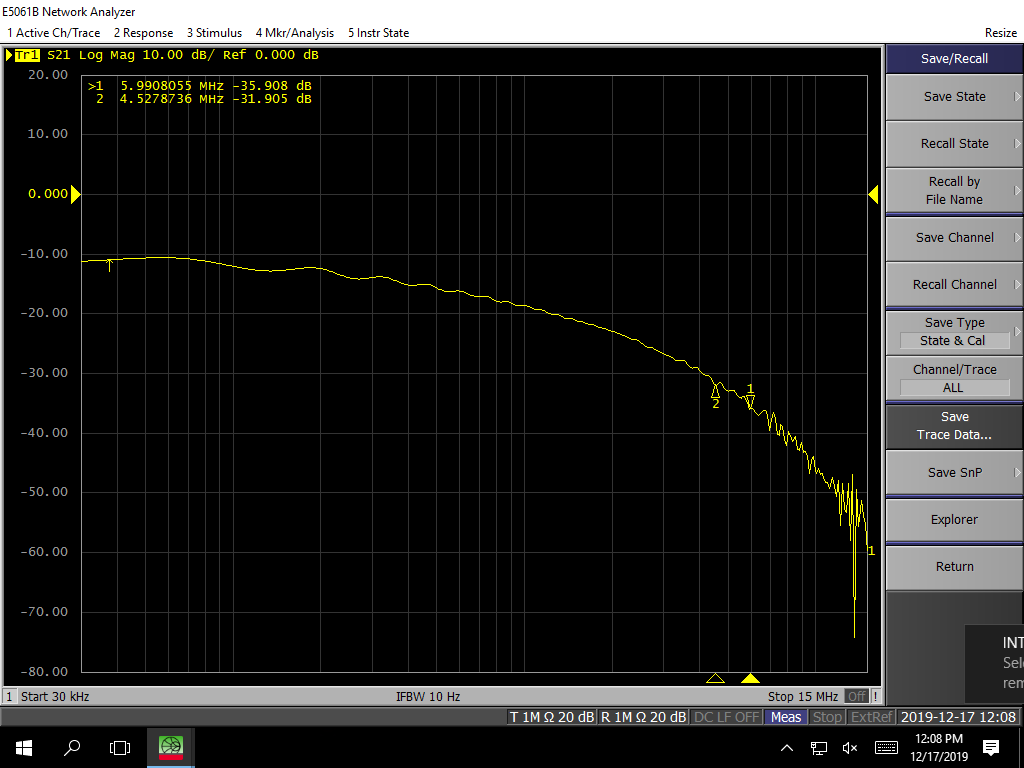 E5061B Network Analyzer
1 Active Ch/Trace 2 Response 3 Stimulus 4 Mkr/Analysis 5 Instr State Resize
Tr1 S21 Log Mag 10.00 dB/ Ref 0.000 dB
>1 5.9908055 MHz -35.908 dB
2 4.5278736 MHz -31.905 dB
20.00
10.00
0.000
-10.00
-20.00
-30.00
-40.00
-50.00
-60.00
-70.00
-80.00
1
2
1
Save/Recall
Save State
Recall State
Recall by
File Name
Save Channel
Recall Channel
Save Type
State & Cal
Channel/Trace
ALL
Save
Trace Data...
Save SnP
Explorer
Return
INT
Sele
rem
1 Start 30 kHz IFBW 10 Hz Stop 15 MHz Off !
T 1M Ω 20 dB R 1M Ω 20 dB DC LF OFF Meas Stop ExtRef 2019-12-17 12:08
12:08 PM
12/17/2019